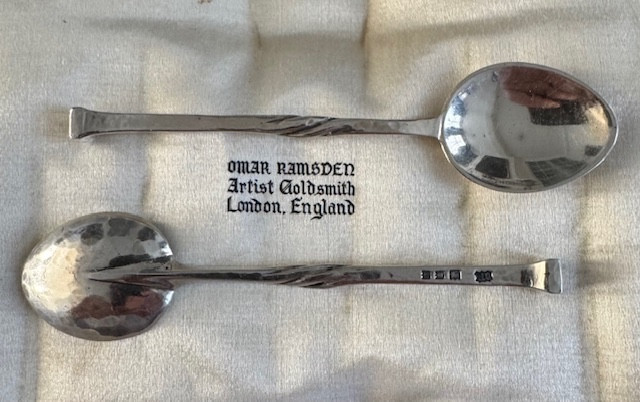 OMAR RAMSDEN
Artist Goldsmith
London, England